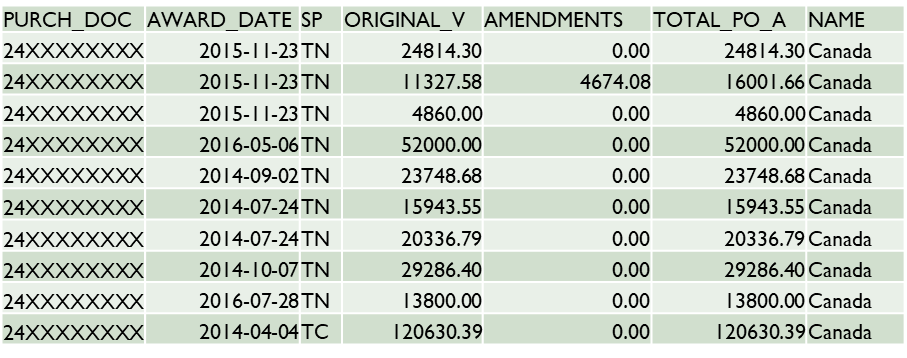 PURCH_DOC AWARD_DATE SP ORIGINAL_V AMENDMENTS TOTAL_PO_A NAME
24XXXXXXXX 2015-11-23 TN 24814.30 0.00 24814.30 Canada
24XXXXXXXX 2015-11-23 TN 11327.58 4674.08 16001.66 Canada
24XXXXXXXX 2015-11-23 TN 4860.00 0.00 4860.00 Canada
24XXXXXXXX 2016-05-06 TN 52000.00 0.00 52000.00 Canada
24XXXXXXXX 2014-09-02 TN 23748.68 0.00 23748.68 Canada
24XXXXXXXX 2014-07-24 TN 15943.55 0.00 15943.55 Canada
24XXXXXXXX 2014-07-24 TN 20336.79 0.00 20336.79 Canada
24XXXXXXXX 2014-10-07 TN 29286.40 0.00 29286.40 Canada
24XXXXXXXX 2016-07-28 TN 13800.00 0.00 13800.00 Canada
24XXXXXXXX 2014-04-04 TC 120630.39 0.00 120630.39 Canada